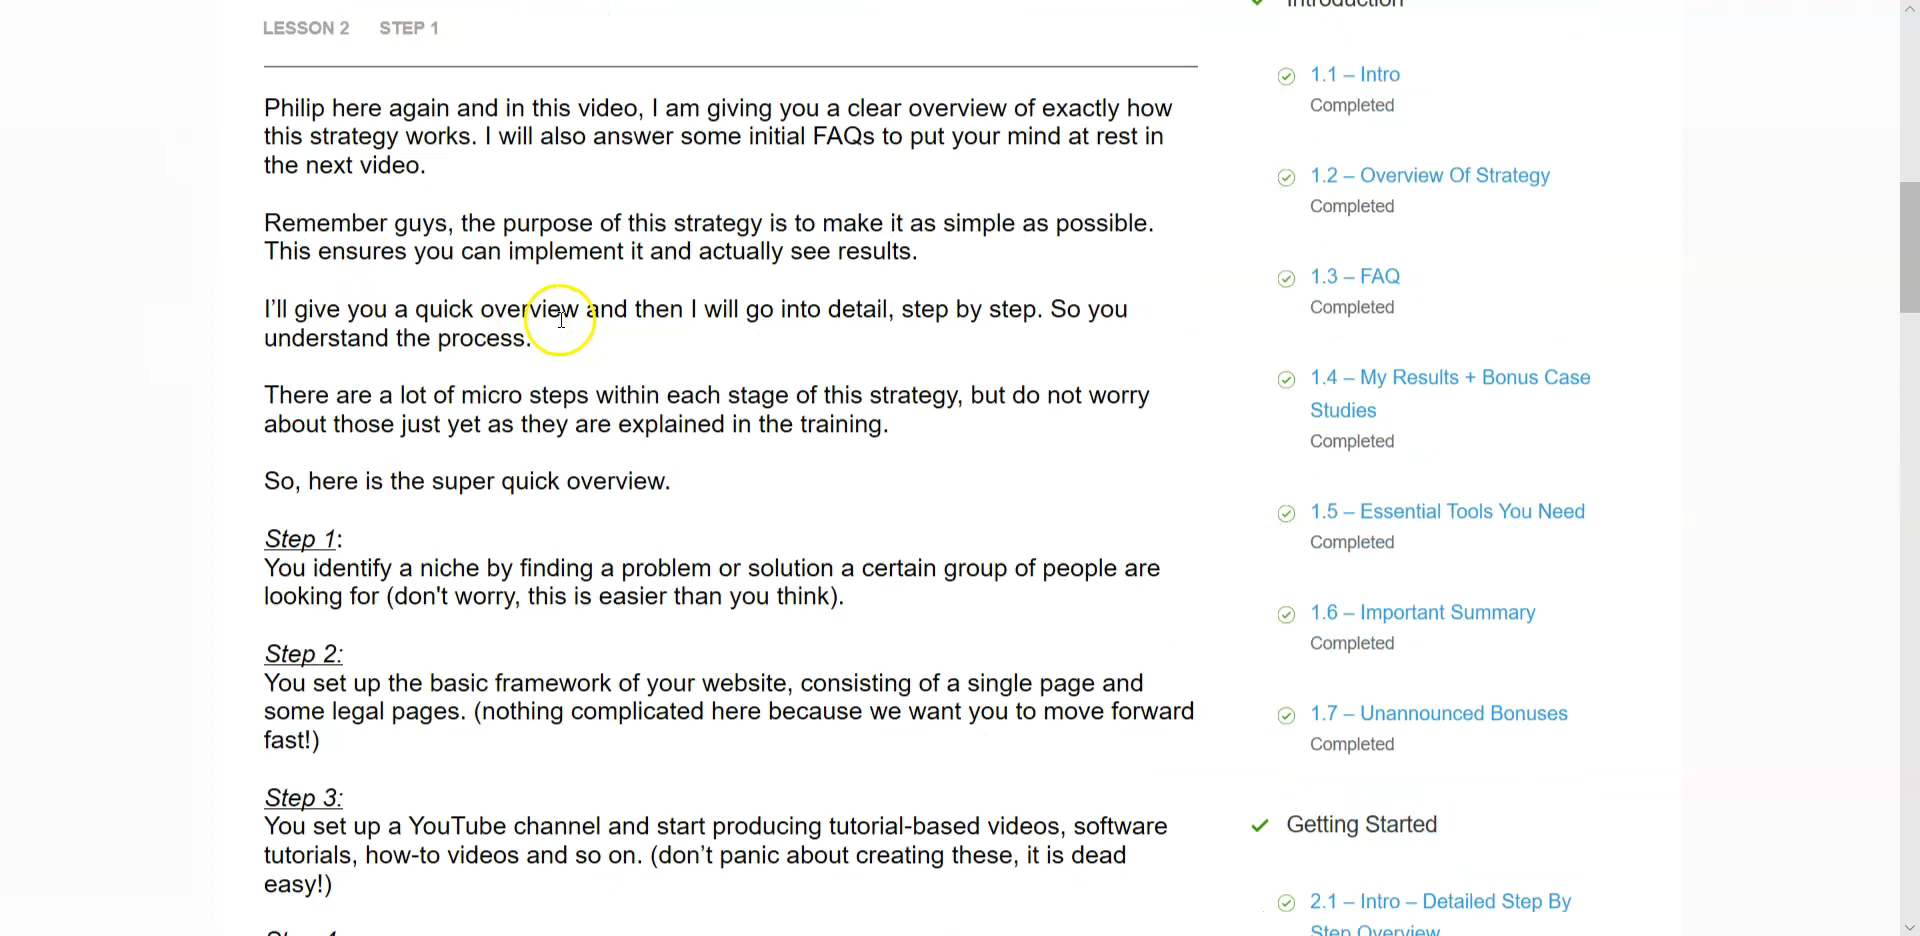 LESSON 2 STEP 1
Philip here again and in this video, I am giving you a clear overview of exactly how
this strategy works. I will also answer some initial FAQs to put your mind at rest in
the next video.
Remember guys, the purpose of this strategy is to make it as simple as possible.
This ensures you can implement it and actually see results.
I’ll give you a quick overview and then I will go into detail, step by step. So you
understand the process.
There are a lot of micro steps within each stage of this strategy, but do not worry
about those just yet as they are explained in the training.
So, here is the super quick overview.
Step 1:
You identify a niche by finding a problem or solution a certain group of people are
looking for (don't worry, this is easier than you think).
Step 2:
You set up the basic framework of your website, consisting of a single page and
some legal pages. (nothing complicated here because we want you to move forward
fast!)
Step 3:
You set up a YouTube channel and start producing tutorial-based videos, software
tutorials, how-to videos and so on. (don’t panic about creating these, it is dead
easy!)
Introduction
1.1 – Intro
Completed
1.2 – Overview Of Strategy
Completed
1.3 – FAQ
Completed
1.4 – My Results + Bonus Case
Studies
Completed
1.5 – Essential Tools You Need
Completed
1.6 – Important Summary
Completed
1.7 – Unannounced Bonuses
Completed
Getting Started
2.1 – Intro – Detailed Step By
Step Overview